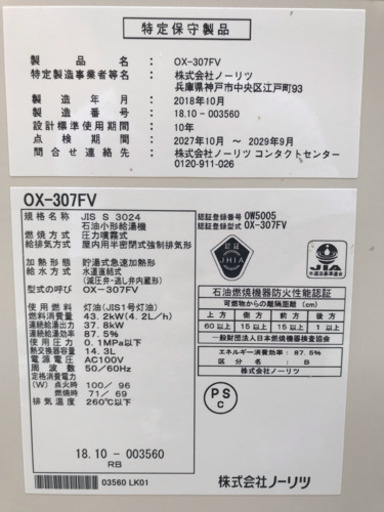 特定保守製品
製品名 OX-307FV
特定製造事業者等名 株式会社ノーリツ
兵庫県神戸市中央区江戸町93
製造年月 2018年10月
製造番号 18.10-003560
設計標準使用期間 10年
点検期間 2027年10月 ～ 2029年9月
問合せ連絡先 株式会社ノーリツ コンタクトセンター
0120-911-026
OX-307FV
規格名称 JIS S 3024
石油小形給湯機
燃焼方式 圧力噴霧式
給排気方式 屋内用半密閉式強制排気形
加熱形態 貯湯式急速加熱形
給水方式 水道直結式
(減圧弁・逃し弁内蔵形)
型式の呼び OX-307FV
使用燃料 灯油(JIS1号灯油)
燃料消費量 43.2kW(4.2L/h)
連続給湯出力 37.8kW
連続給湯効率 87.5%
使用圧力 0.1MPa以下
熱交換器容量 14.3L
電源電圧 AC100V
周波数 50/60Hz
定格消費電力
(W) 点火時 100/96
燃焼時 71/69
排気温度 260℃以下
18.10-003560
RB
03560 LK01
認証登録番号 OW5005
認証登録型式 OX-307FV
認証
JHIA
JIA
石油燃焼機器防火性能認証
可燃物からの離隔距離(cm)
上方 側方 前方 後方
60以上 15以上 15以上 1以上
一般財団法人日本燃焼機器検査協会
エネルギー消費効率: 87.5%
区分: B
株式会社ノーリツ
PS
C
株式会社ノーリツ